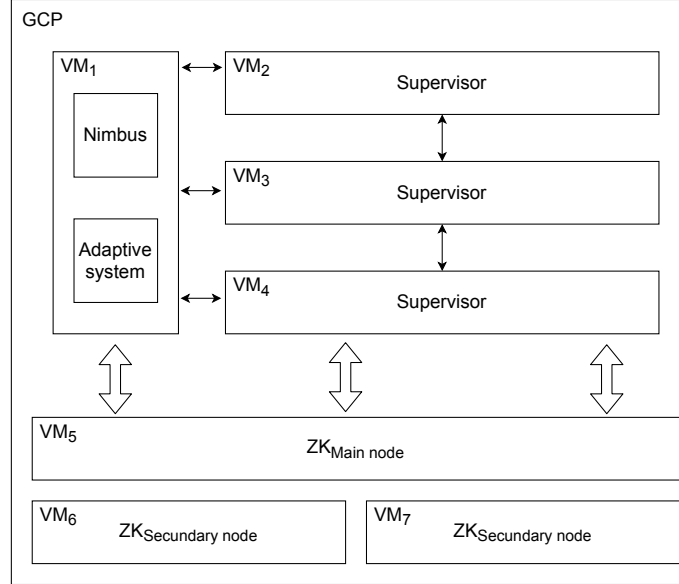 GCP
VM1
Nimbus
Adaptive
system
VM2
Supervisor
VM3
Supervisor
VM4
Supervisor
VM5
ZKMain node
VM6
ZKSecundary node
VM7
ZKSecundary node